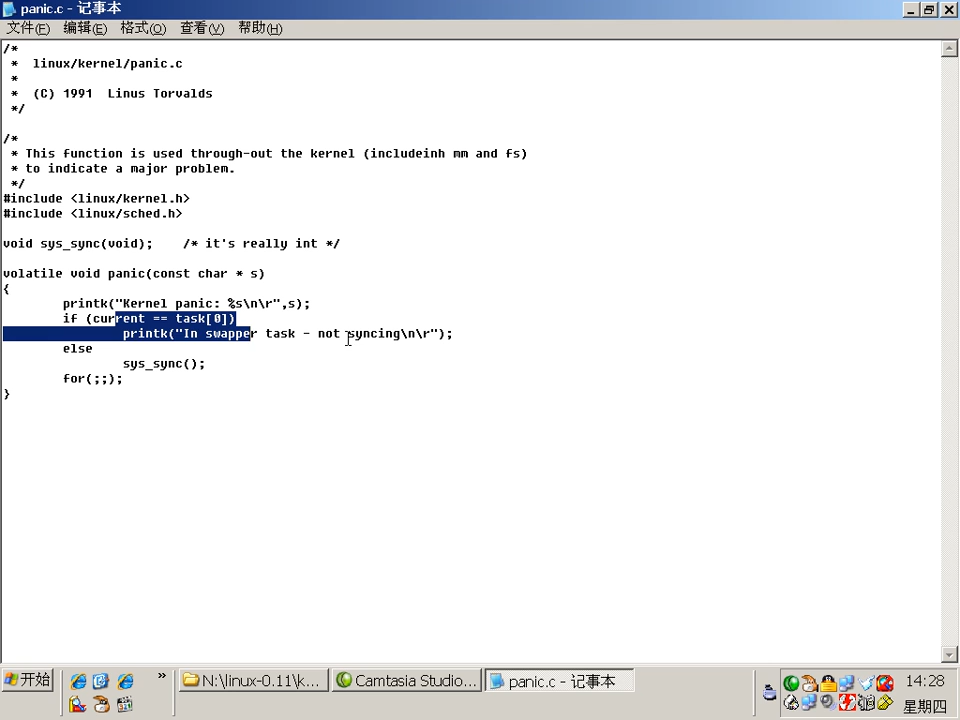 panic.c - 记事本
文件(F) 编辑(E) 格式(O) 查看(V) 帮助(H)
/*
 *  linux/kernel/panic.c
 *
 *  (C) 1991  Linus Torvalds
 */

/*
 * This function is used through-out the kernel (includeinh mm and fs)
 * to indicate a major problem.
 */
#include <linux/kernel.h>
#include <linux/sched.h>

void sys_sync(void);    /* it's really int */

volatile void panic(const char * s)
{
        printk("Kernel panic: %s\n\r",s);
        if (current == task[0])
                printk("In swapper task - not syncing\n\r");
        else
                sys_sync();
        for(;;);
}
开始 » N:\linux-0.11\k... Camtasia Studio... panic.c - 记事本 14:28
星期四